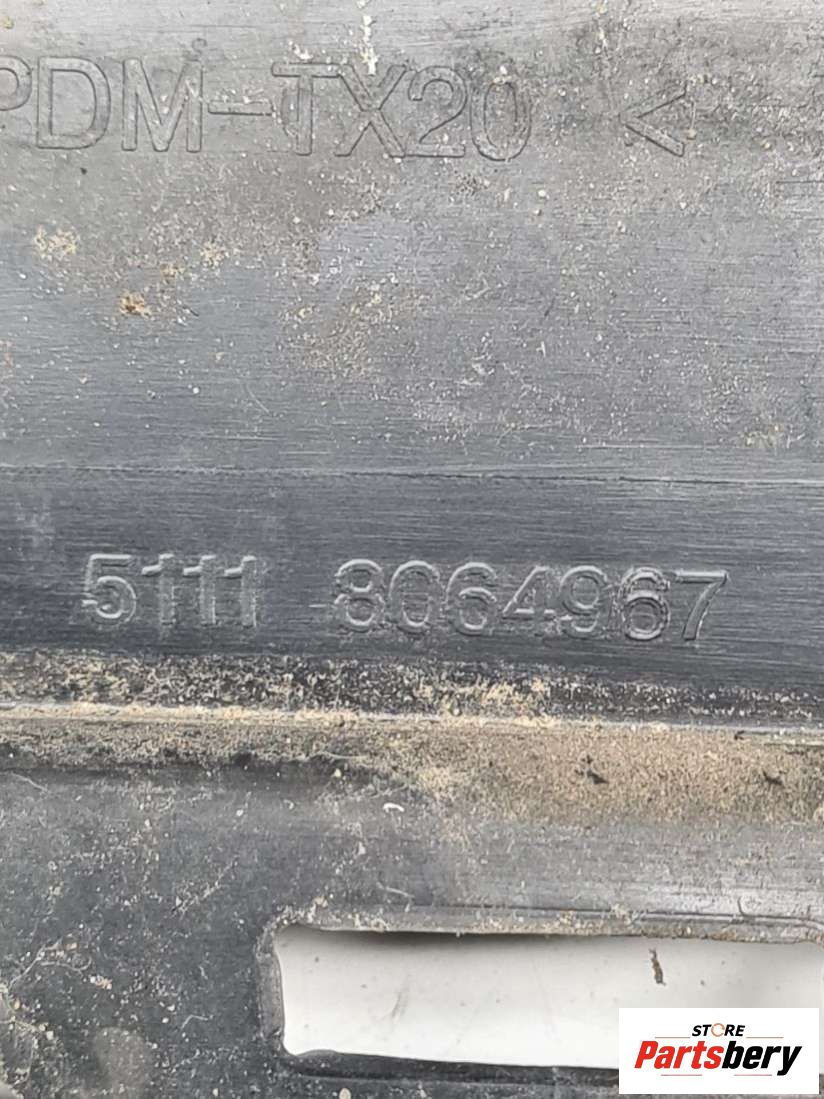 PDM-TX20 <
5111 8064967
STORE
Partsbery